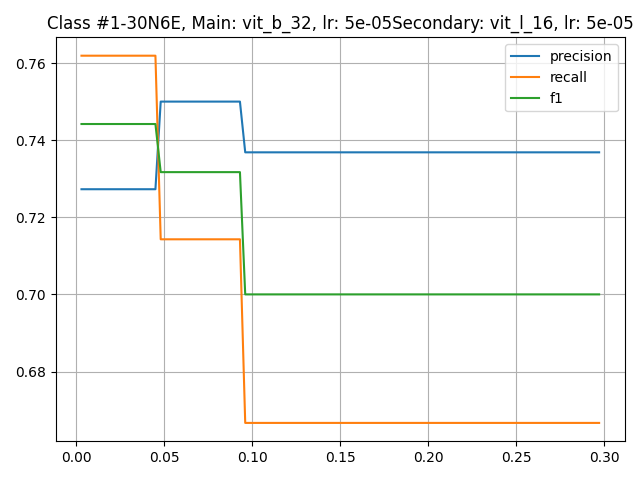 Class #1-30N6E, Main: vit_b_32, lr: 5e-05Secondary: vit_l_16, lr: 5e-05
precision
recall
f1
0.76
0.74
0.72
0.70
0.68
0.00 0.05 0.10 0.15 0.20 0.25 0.30